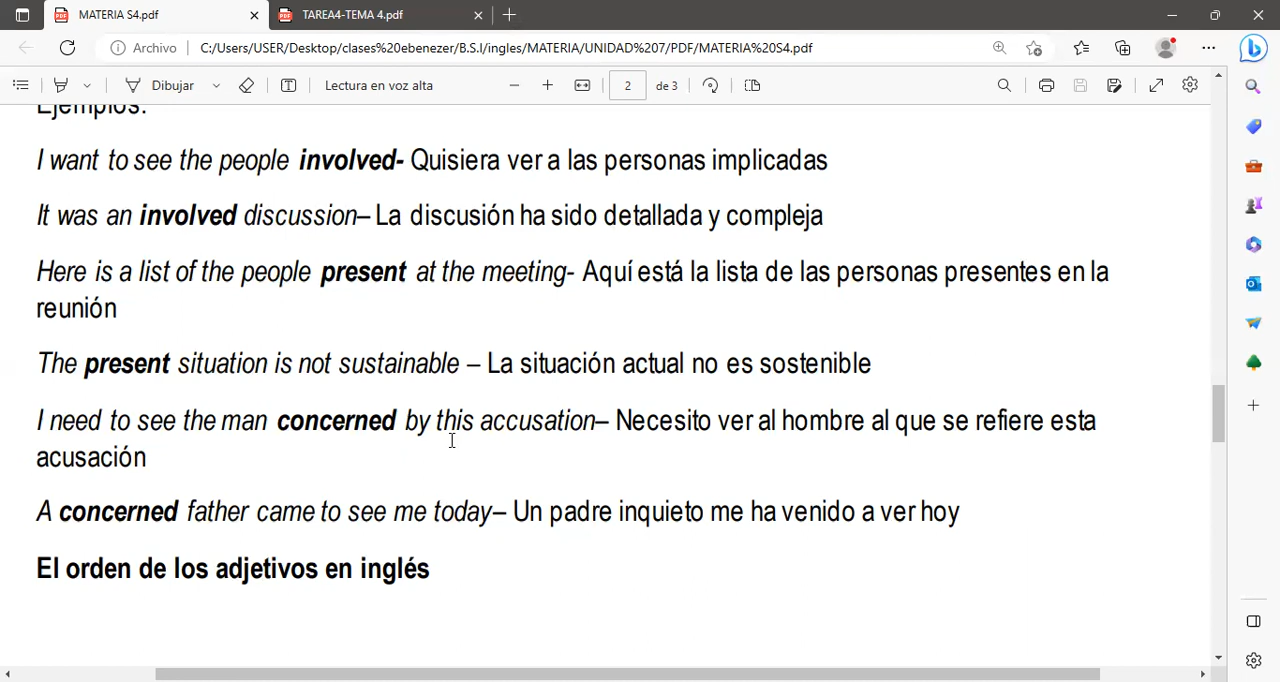 MATERIA S4.pdf
TAREA4-TEMA 4.pdf
Archivo
C:/Users/USER/Desktop/clases%20ebenezer/B.S.I/ingles/MATERIA/UNIDAD%207/PDF/MATERIA%20S4.pdf
Dibujar
Lectura en voz alta
2
de 3
Ejemplos:
I want to see the people involved- Quisiera ver a las personas implicadas
It was an involved discussion– La discusión ha sido detallada y compleja
Here is a list of the people present at the meeting- Aquí está la lista de las personas presentes en la
reunión
The present situation is not sustainable – La situación actual no es sostenible
I need to see the man concerned by this accusation– Necesito ver al hombre al que se refiere esta
acusación
A concerned father came to see me today– Un padre inquieto me ha venido a ver hoy
El orden de los adjetivos en inglés